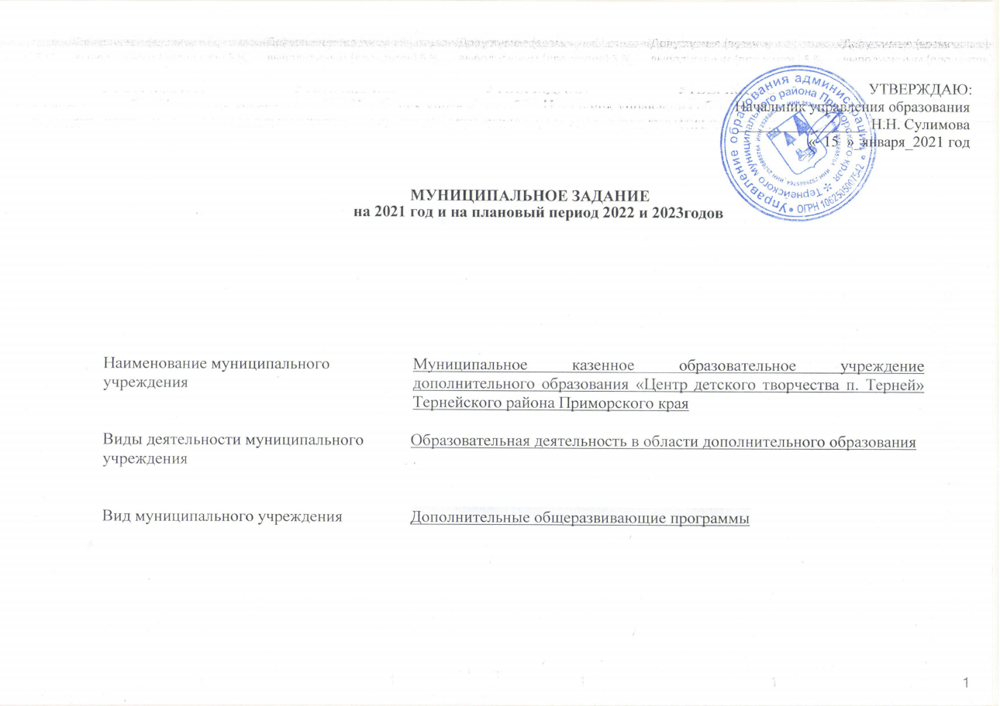 УТВЕРЖДАЮ:
Начальник управления образования
Н.Н. Сулимова
« 15 »_января_2021 год
Управление образования администрации
Тернейского муниципального района Приморского края
ОГРН 1062505007542
МУНИЦИПАЛЬНОЕ ЗАДАНИЕ
на 2021 год и на плановый период 2022 и 2023годов
Наименование муниципального
учреждения
Муниципальное казенное образовательное учреждение
дополнительного образования «Центр детского творчества п. Терней»
Тернейского района Приморского края
Виды деятельности муниципального
учреждения
Образовательная деятельность в области дополнительного образования
Вид муниципального учреждения
Дополнительные общеразвивающие программы
1